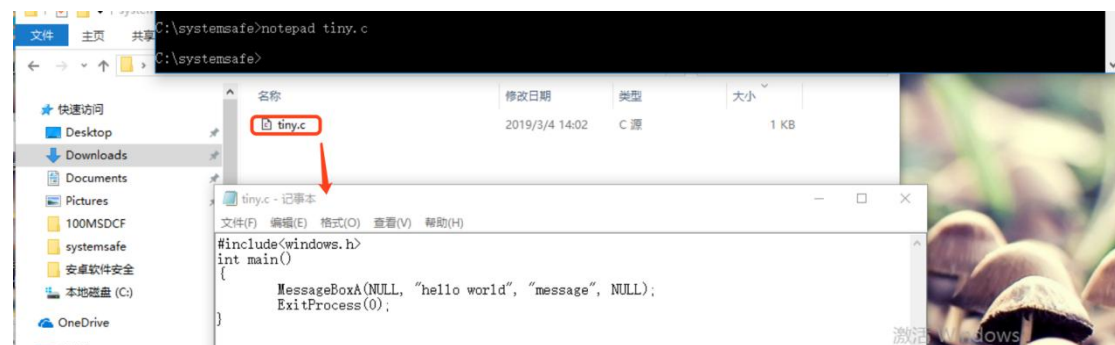 C:\systemsafe>notepad tiny.c
C:\systemsafe>
文件 主页 共享
名称 修改日期 类型 大小
快速访问
Desktop
Downloads
Documents
Pictures
100MSDCF
systemsafe
安卓软件安全
本地磁盘 (C:)
OneDrive
tiny.c 2019/3/4 14:02 C 源 1 KB
tiny.c - 记事本
文件(F) 编辑(E) 格式(O) 查看(V) 帮助(H)
#include<windows.h>
int main()
{
MessageBoxA(NULL, "hello world", "message", NULL);
ExitProcess(0);
}
激活 Windows